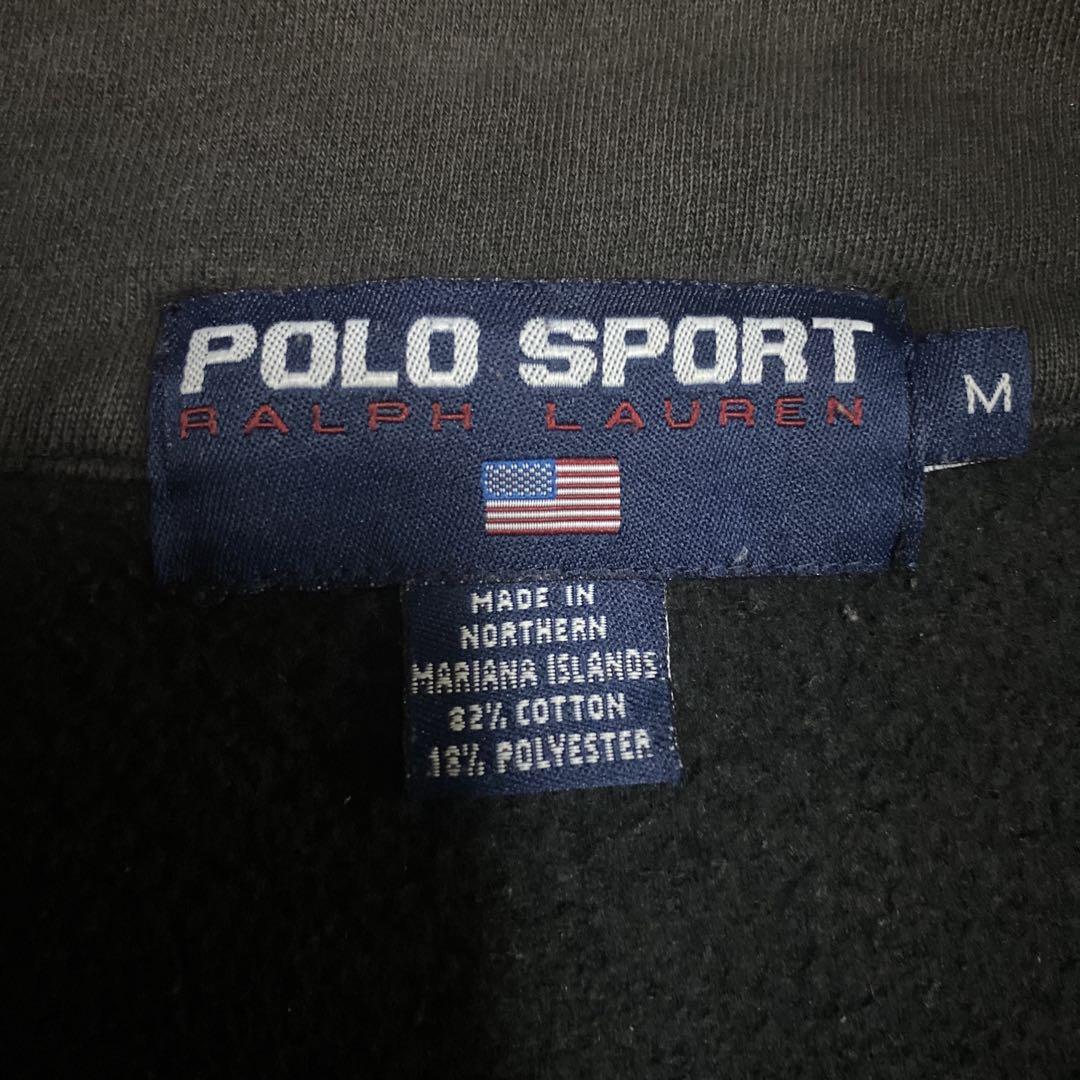 POLO SPORT
RALPH LAUREN
M
MADE IN
NORTHERN
MARIANA ISLANDS
82% COTTON
18% POLYESTER